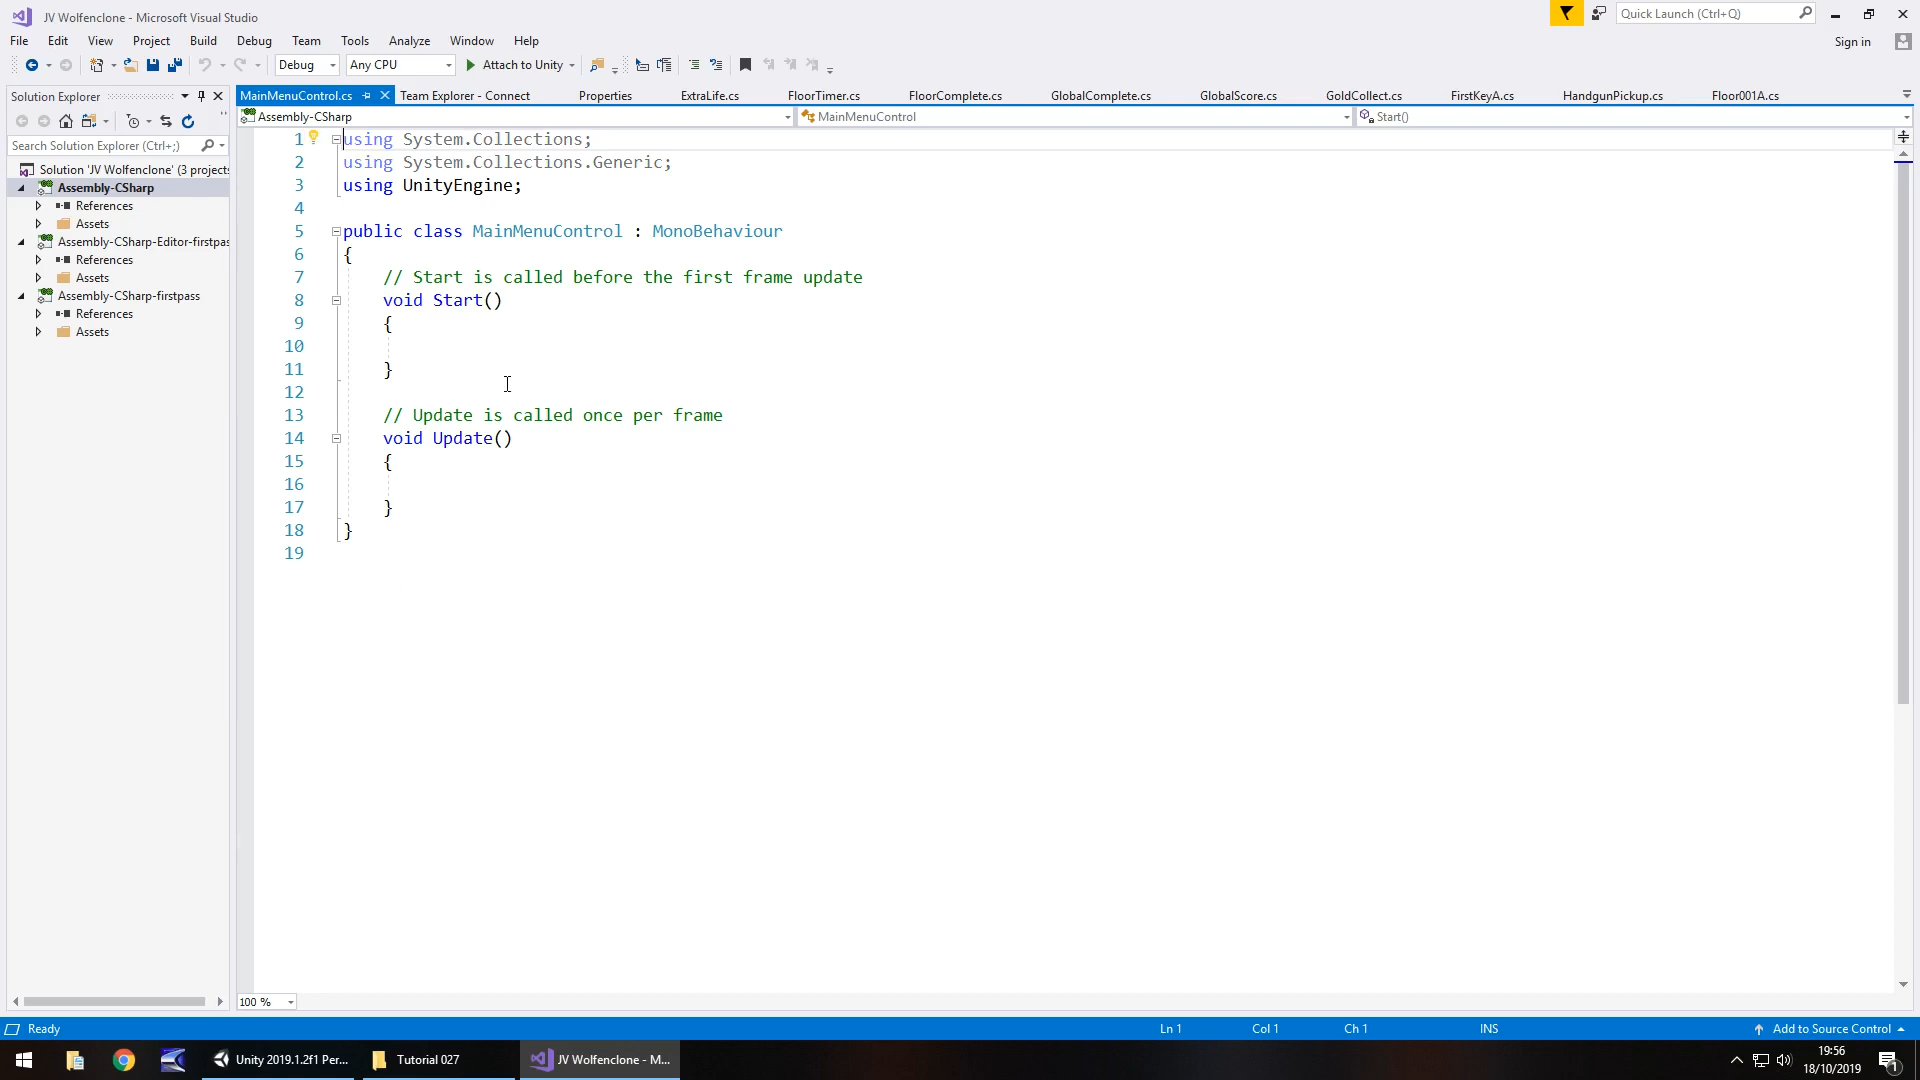 JV Wolfenclone - Microsoft Visual Studio
Quick Launch (Ctrl+Q)
File Edit View Project Build Debug Team Tools Analyze Window Help
Sign in
Debug Any CPU Attach to Unity
Solution Explorer
MainMenuControl.cs Team Explorer - Connect Properties ExtraLife.cs FloorTimer.cs FloorComplete.cs GlobalComplete.cs GlobalScore.cs GoldCollect.cs FirstKeyA.cs HandgunPickup.cs Floor001A.cs
Assembly-CSharp MainMenuControl Start()
Search Solution Explorer (Ctrl+;)
Solution 'JV Wolfenclone' (3 projects
Assembly-CSharp
References
Assets
Assembly-CSharp-Editor-firstpas
References
Assets
Assembly-CSharp-firstpass
References
Assets
1 using System.Collections;
2 using System.Collections.Generic;
3 using UnityEngine;
4
5 public class MainMenuControl : MonoBehaviour
6 {
7 // Start is called before the first frame update
8 void Start()
9 {
10
11 }
12
13 // Update is called once per frame
14 void Update()
15 {
16
17 }
18 }
19
100 %
Ready Ln 1 Col 1 Ch 1 INS Add to Source Control
Unity 2019.1.2f1 Per... Tutorial 027 JV Wolfenclone - M...
19:56
18/10/2019
1